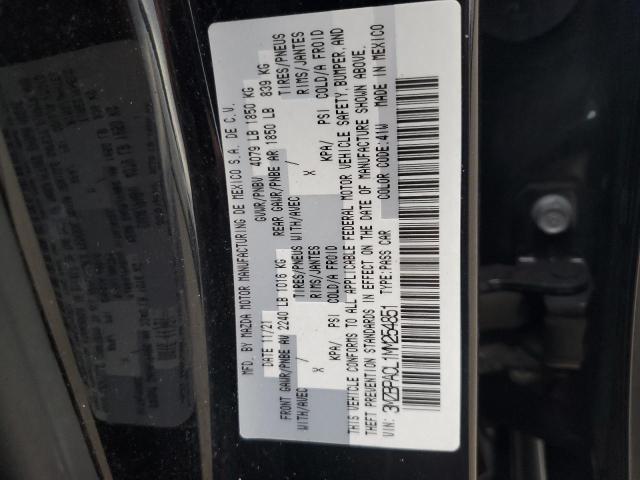 MFD. BY MAZDA MOTOR MANUFACTURING DE MEXICO S.A. DE C.V.
DATE 11/21 GVWR/PNBV 4079 LB 1850 KG
FRONT GAWR/PNBE AV 2240 LB 1016 KG REAR GAWR/PNBE AR 1850 LB 839 KG
WITH/AVEC / TIRES/PNEUS WITH/AVEC / TIRES/PNEUS
X RIMS/JANTES X RIMS/JANTES
KPA/ PSI COLD/A FROID KPA/ PSI COLD/A FROID
THIS VEHICLE CONFORMS TO ALL APPLICABLE FEDERAL MOTOR VEHICLE SAFETY, BUMPER, AND
THEFT PREVENTION STANDARDS IN EFFECT ON THE DATE OF MANUFACTURE SHOWN ABOVE.
VIN: 3MZBPACL1NM254851 TYPE:PASS CAR COLOR CODE:41W MADE IN MEXICO